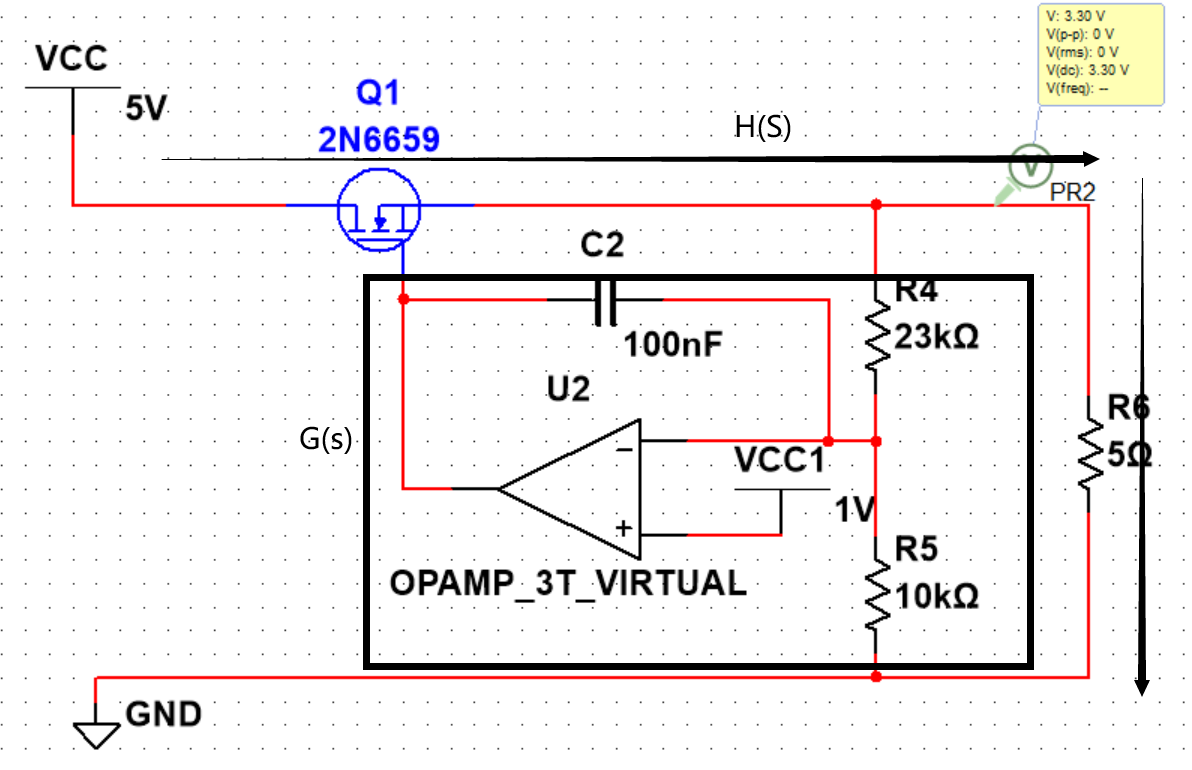 V: 3.30 V
V(p-p): 0 V
V(rms): 0 V
V(dc): 3.30 V
V(freq): --
VCC
5V
Q1
2N6659
H(S)
V
PR2
C2
100nF
R4
23kΩ
U2
G(s)
VCC1
1V
R6
5Ω
R5
10kΩ
OPAMP_3T_VIRTUAL
GND